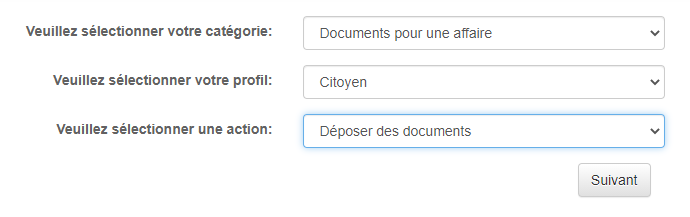 Veuillez sélectionner votre catégorie: Documents pour une affaire
Veuillez sélectionner votre profil: Citoyen
Veuillez sélectionner une action: Déposer des documents
Suivant